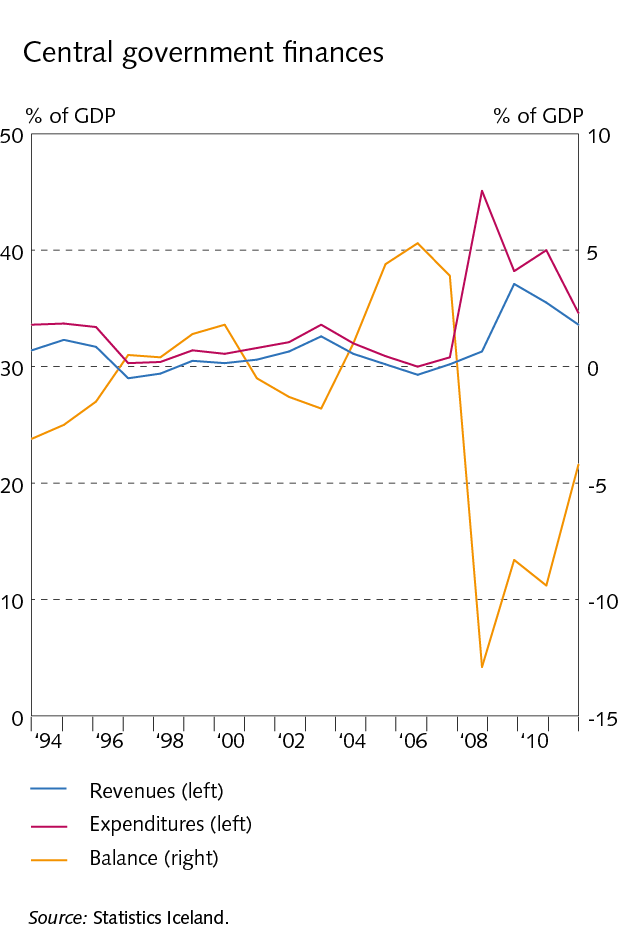 Central government finances
% of GDP % of GDP
50 10
40 5
30 0
20 -5
10 -10
0 -15
‘94 ‘96 ‘98 ‘00 ‘02 ‘04 ‘06 ‘08 ‘10
Revenues (left)
Expenditures (left)
Balance (right)
Source: Statistics Iceland.